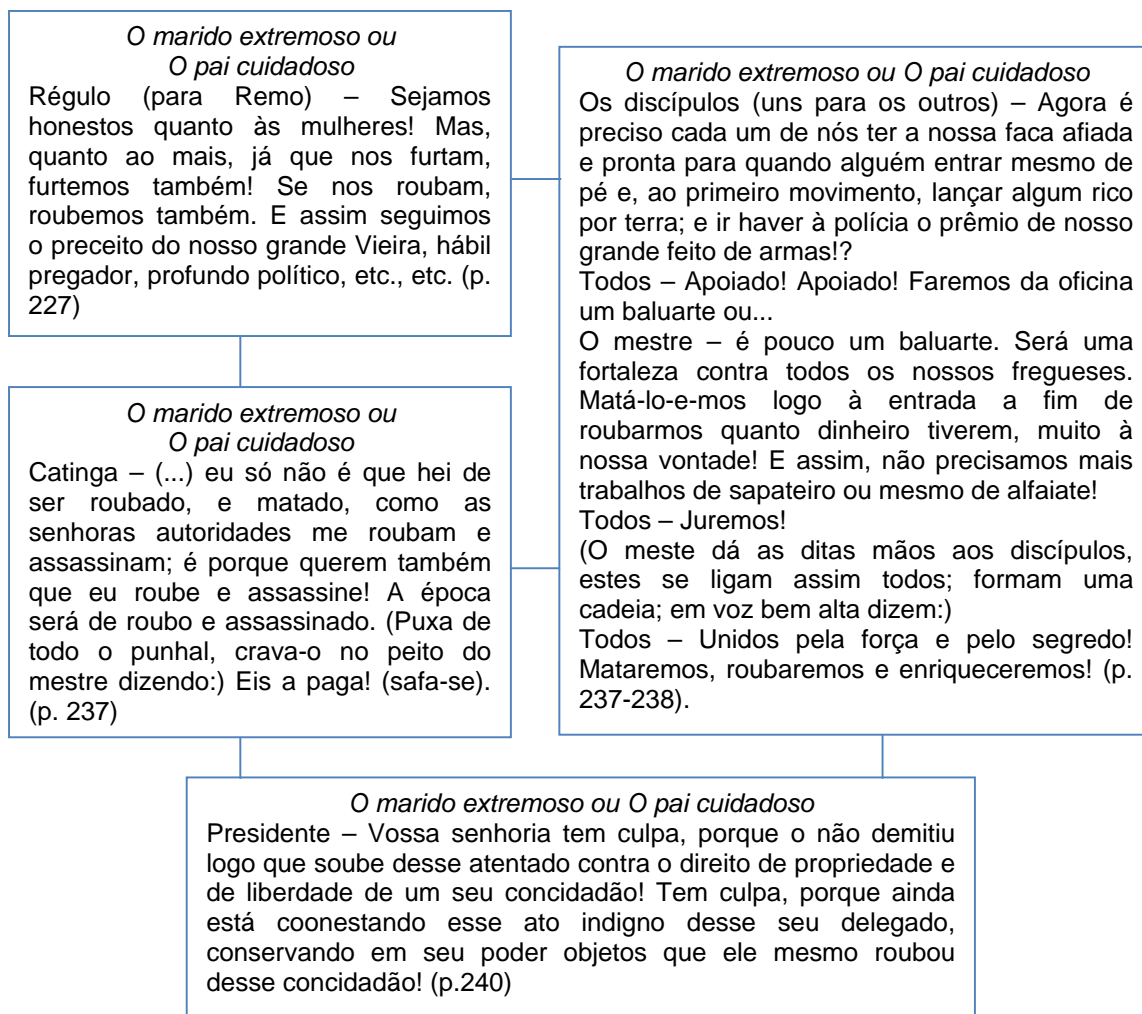 O marido extremoso ou
O pai cuidadoso
Régulo (para Remo) – Sejamos
honestos quanto às mulheres! Mas,
quanto ao mais, já que nos furtam,
furtemos também! Se nos roubam,
roubemos também. E assim seguimos
o preceito do nosso grande Vieira, hábil
pregador, profundo político, etc., etc. (p.
227)
O marido extremoso ou
O pai cuidadoso
Catinga – (...) eu só não é que hei de
ser roubado, e matado, como as
senhoras autoridades me roubam e
assassinam; é porque querem também
que eu roube e assassine! A época
será de roubo e assassinado. (Puxa de
todo o punhal, crava-o no peito do
mestre dizendo:) Eis a paga! (safa-se).
(p. 237)
O marido extremoso ou O pai cuidadoso
Os discípulos (uns para os outros) – Agora é
preciso cada um de nós ter a nossa faca afiada
e pronta para quando alguém entrar mesmo de
pé e, ao primeiro movimento, lançar algum rico
por terra; e ir haver à polícia o prêmio de nosso
grande feito de armas!?
Todos – Apoiado! Apoiado! Faremos da oficina
um baluarte ou...
O mestre – é pouco um baluarte. Será uma
fortaleza contra todos os nossos fregueses.
Matá-lo-e-mos logo à entrada a fim de
roubarmos quanto dinheiro tiverem, muito à
nossa vontade! E assim, não precisamos mais
trabalhos de sapateiro ou mesmo de alfaiate!
Todos – Juremos!
(O meste dá as ditas mãos aos discípulos,
estes se ligam assim todos; formam uma
cadeia; em voz bem alta dizem:)
Todos – Unidos pela força e pelo segredo!
Mataremos, roubaremos e enriqueceremos! (p.
237-238).
O marido extremoso ou O pai cuidadoso
Presidente – Vossa senhoria tem culpa, porque o não demitiu
logo que soube desse atentado contra o direito de propriedade e
de liberdade de um seu concidadão! Tem culpa, porque ainda
está coonestando esse ato indigno desse seu delegado,
conservando em seu poder objetos que ele mesmo roubou
desse concidadão! (p.240)